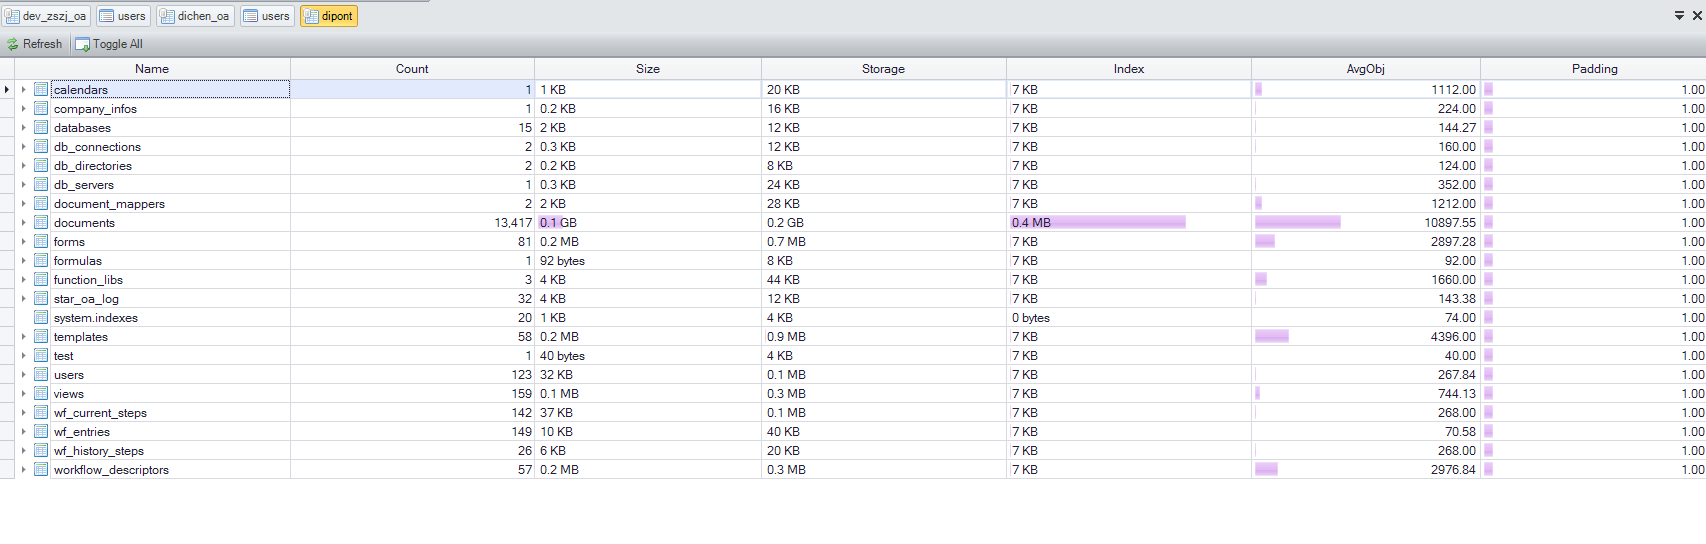 dev_zszj_oa users dichen_oa users dipont
Refresh Toggle All
Name Count Size Storage Index AvgObj Padding
calendars 1 1 KB 20 KB 7 KB 1112.00 1.00
company_infos 1 0.2 KB 16 KB 7 KB 224.00 1.00
databases 15 2 KB 12 KB 7 KB 144.27 1.00
db_connections 2 0.3 KB 12 KB 7 KB 160.00 1.00
db_directories 2 0.2 KB 8 KB 7 KB 124.00 1.00
db_servers 1 0.3 KB 24 KB 7 KB 352.00 1.00
document_mappers 2 2 KB 28 KB 7 KB 1212.00 1.00
documents 13,417 0.1 GB 0.2 GB 0.4 MB 10897.55 1.00
forms 81 0.2 MB 0.7 MB 7 KB 2897.28 1.00
formulas 1 92 bytes 8 KB 7 KB 92.00 1.00
function_libs 3 4 KB 44 KB 7 KB 1660.00 1.00
star_oa_log 32 4 KB 12 KB 7 KB 143.38 1.00
system.indexes 20 1 KB 4 KB 0 bytes 74.00 1.00
templates 58 0.2 MB 0.9 MB 7 KB 4396.00 1.00
test 1 40 bytes 4 KB 7 KB 40.00 1.00
users 123 32 KB 0.1 MB 7 KB 267.84 1.00
views 159 0.1 MB 0.3 MB 7 KB 744.13 1.00
wf_current_steps 142 37 KB 0.1 MB 7 KB 268.00 1.00
wf_entries 149 10 KB 40 KB 7 KB 70.58 1.00
wf_history_steps 26 6 KB 20 KB 7 KB 268.00 1.00
workflow_descriptors 57 0.2 MB 0.3 MB 7 KB 2976.84 1.00